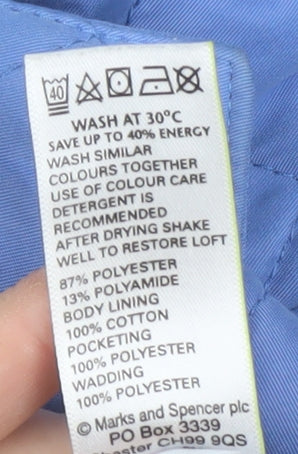 40
WASH AT 30°C
SAVE UP TO 40% ENERGY
WASH SIMILAR
COLOURS TOGETHER
USE OF COLOUR CARE
DETERGENT IS
RECOMMENDED
AFTER DRYING SHAKE
WELL TO RESTORE LOFT
87% POLYESTER
13% POLYAMIDE
BODY LINING
100% COTTON
POCKETING
100% POLYESTER
WADDING
100% POLYESTER
© Marks and Spencer plc
PO Box 3339
CH99 9QS